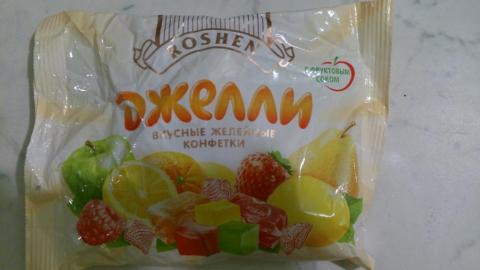 ROSHEN
С ФРУКТОВЫМ
СОКОМ
ДЖЕЛЛИ
ВКУСНЫЕ ЖЕЛЕЙНЫЕ
КОНФЕТКИ